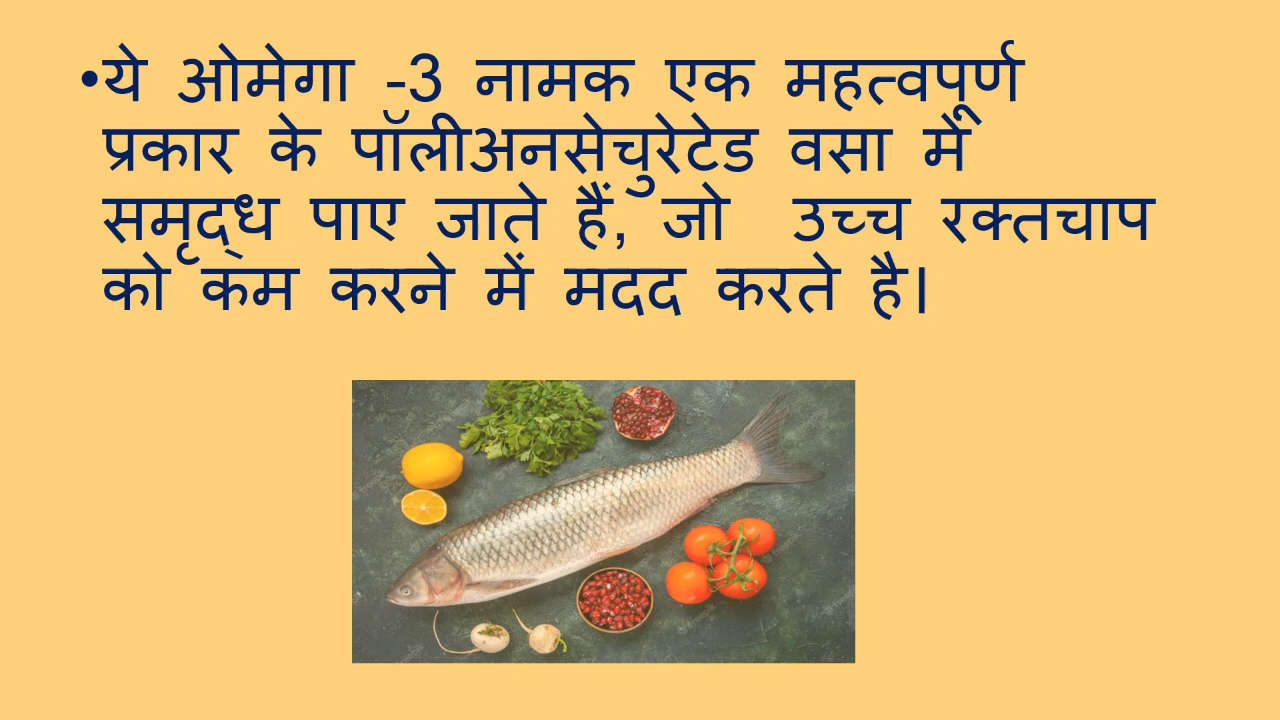 •ये ओमेगा -3 नामक एक महत्वपूर्ण
प्रकार के पॉलीअनसेचुरेटेड वसा में
समृद्ध पाए जाते हैं, जो उच्च रक्तचाप
को कम करने में मदद करते है।